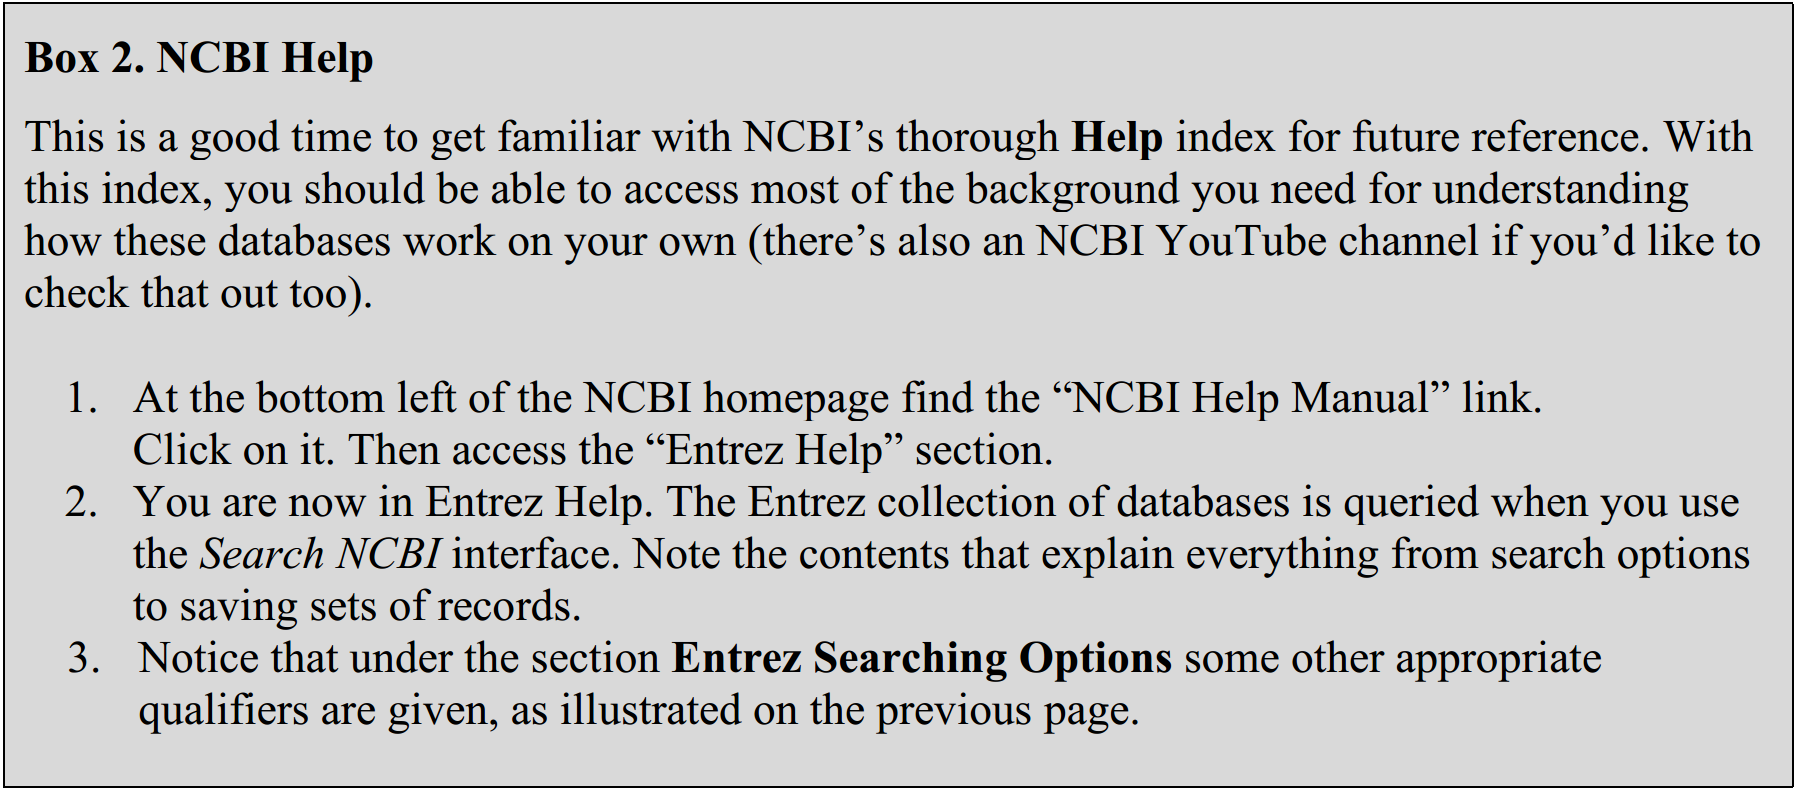 Box 2. NCBI Help
This is a good time to get familiar with NCBI’s thorough Help index for future reference. With
this index, you should be able to access most of the background you need for understanding
how these databases work on your own (there’s also an NCBI YouTube channel if you’d like to
check that out too).
1. At the bottom left of the NCBI homepage find the “NCBI Help Manual” link.
Click on it. Then access the “Entrez Help” section.
2. You are now in Entrez Help. The Entrez collection of databases is queried when you use
the Search NCBI interface. Note the contents that explain everything from search options
to saving sets of records.
3. Notice that under the section Entrez Searching Options some other appropriate
qualifiers are given, as illustrated on the previous page.